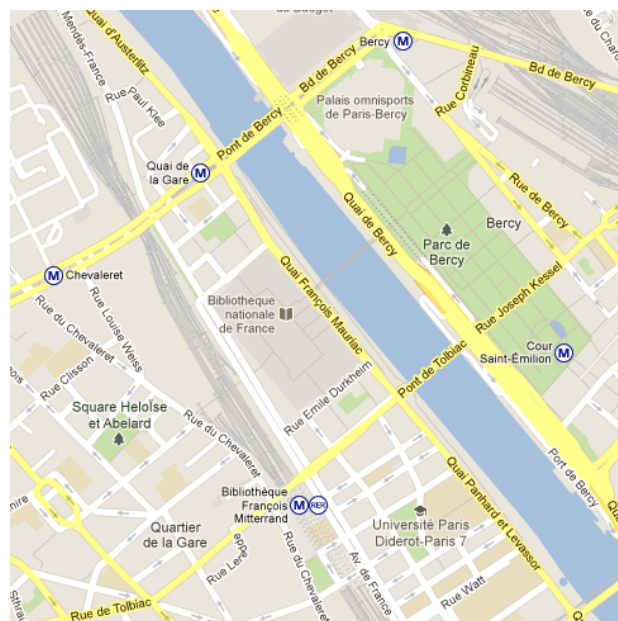 Quai d'Austerlitz
Mendès-France
Bercy M
Bd de Bercy
Bd de Bercy
Rue Corbineau
Rue Paul Klee
Palais omnisports
de Paris-Bercy
Pont de Bercy
Quai de
la Gare M
Rue de Bercy
Quai de Bercy
Bercy
Parc de
Bercy
M Chevaleret
Quai François Mauriac
Rue Joseph Kessel
Bibliotheque
nationale
de France
Rue du Chevaleret
Rue Louise Weiss
Cour
Saint-Émilion M
Pont de Tolbiac
Rue Clisson
Rue Emile Durkheim
Square Heloïse
et Abelard
Rue du Chevaleret
Port de Bercy
Quai Panhard et Levassor
Bibliothèque
François
Mitterrand M RER
Université Paris
Diderot-Paris 7
Quartier
de la Gare
Rue du Chevaleret
Av. de France
Rue Watt
Rue de Tolbiac